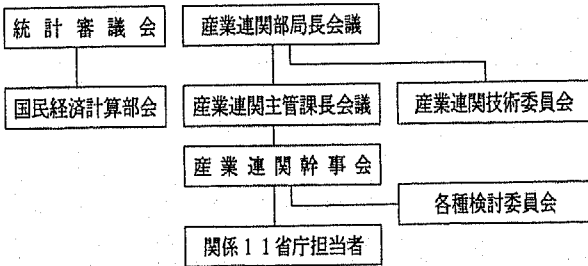 統計審議会
産業連関部局長会議
国民経済計算部会
産業連関主管課長会議
産業連関技術委員会
産業連関幹事会
各種検討委員会
関係11省庁担当者